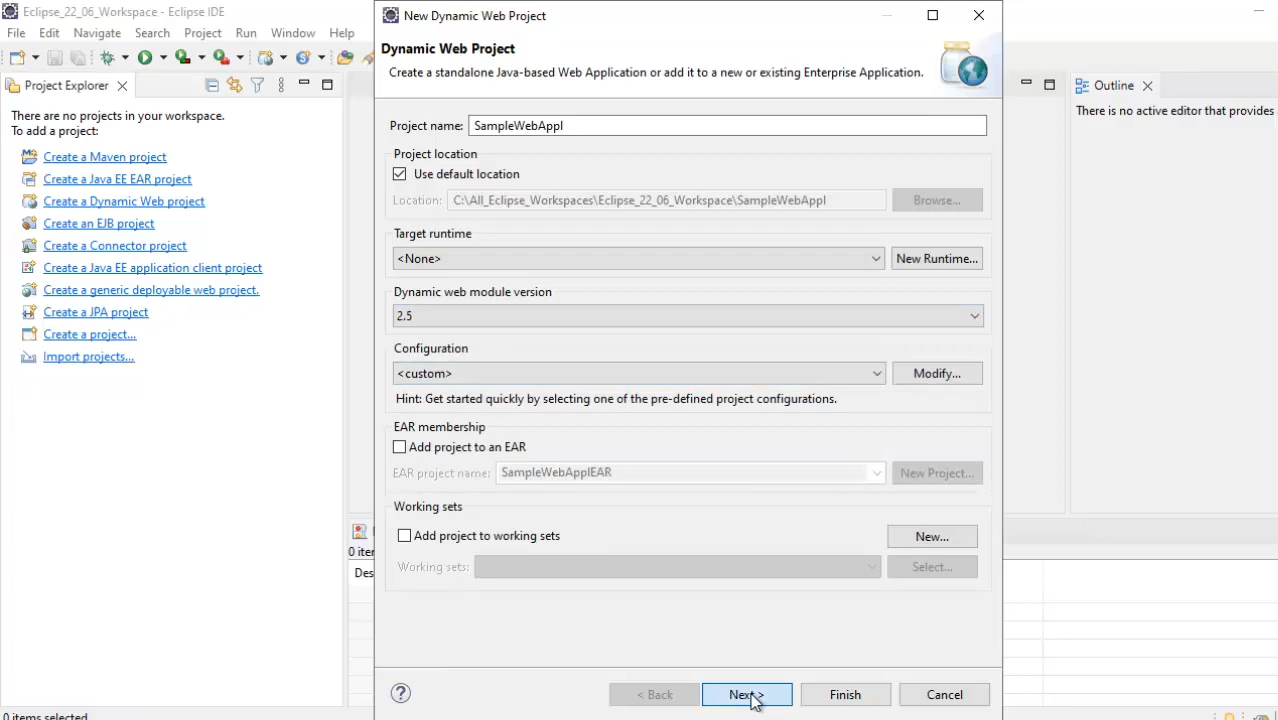 Eclipse_22_06_Workspace - Eclipse IDE
File Edit Navigate Search Project Run Window Help
Project Explorer
There are no projects in your workspace.
To add a project:
Create a Maven project
Create a Java EE EAR project
Create a Dynamic Web project
Create an EJB project
Create a Connector project
Create a Java EE application client project
Create a generic deployable web project.
Create a JPA project
Create a project...
Import projects...
0 items selected
New Dynamic Web Project
Dynamic Web Project
Create a standalone Java-based Web Application or add it to a new or existing Enterprise Application.
Project name: SampleWebAppl
Project location
Use default location
Location: C:\All_Eclipse_Workspaces\Eclipse_22_06_Workspace\SampleWebAppl Browse...
Target runtime
<None> New Runtime...
Dynamic web module version
2.5
Configuration
<custom> Modify...
Hint: Get started quickly by selecting one of the pre-defined project configurations.
EAR membership
Add project to an EAR
EAR project name: SampleWebApplEAR New Project...
Working sets
Add project to working sets New...
Working sets: Select...
< Back Next > Finish Cancel
Outline
There is no active editor that provides
0 iter
Des